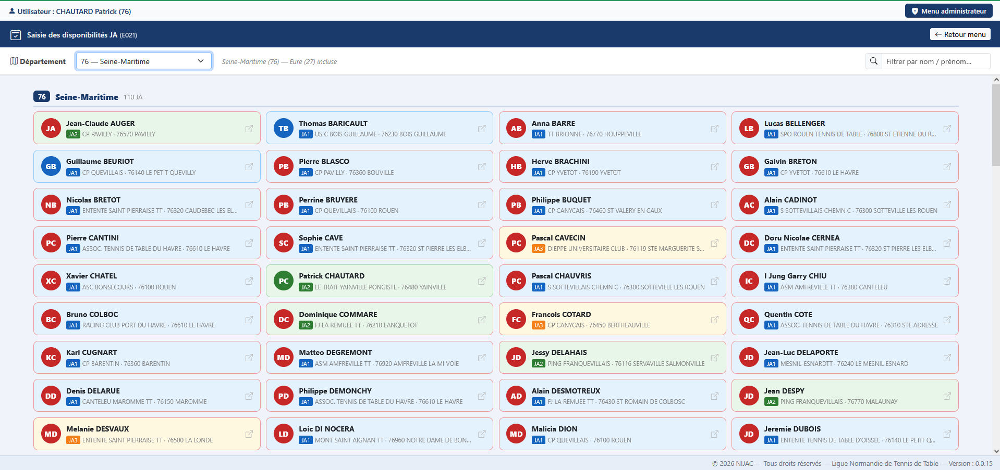 Utilisateur : CHAUTARD Patrick (76)
Menu administrateur
Saisie des disponibilités JA (E021)
← Retour menu
Département
76 — Seine-Maritime
Seine-Maritime (76) — Eure (27) incluse
Filtrer par nom / prénom...
76 Seine-Maritime 110 JA
JA Jean-Claude AUGER
JA2 CP PAVILLY · 76570 PAVILLY
TB Thomas BARICAULT
JA1 US C BOIS GUILLAUME · 76230 BOIS GUILLAUME
AB Anna BARRE
JA1 TT BRIONNE · 76770 HOUPPEVILLE
LB Lucas BELLENGER
JA1 SPO ROUEN TENNIS DE TABLE · 76800 ST ETIENNE DU R...
GB Guillaume BEURIOT
JA1 CP QUEVILLAIS · 76140 LE PETIT QUEVILLY
PB Pierre BLASCO
JA1 CP PAVILLY · 76360 BOUVILLE
HB Herve BRACHINI
JA1 CP YVETOT · 76190 YVETOT
GB Galvin BRETON
JA1 CP YVETOT · 76610 LE HAVRE
NB Nicolas BRETOT
JA1 ENTENTE SAINT PIERRAISE TT · 76320 CAUDEBEC LES EL...
PB Perrine BRUYERE
JA1 CP QUEVILLAIS · 76100 ROUEN
PB Philippe BUQUET
JA1 CP CANYCAIS · 76460 ST VALERY EN CAUX
AC Alain CADINOT
JA1 S SOTTEVILLAIS CHEMN C · 76300 SOTTEVILLE LES ROUEN
PC Pierre CANTINI
JA1 ASSOC. TENNIS DE TABLE DU HAVRE · 76610 LE HAVRE
SC Sophie CAVE
JA1 ENTENTE SAINT PIERRAISE TT · 76320 ST PIERRE LES ELB...
PC Pascal CAVECIN
JA3 DIEPPE UNIVERSITAIRE CLUB · 76119 STE MARGUERITE S...
DC Doru Nicolae CERNEA
JA1 ENTENTE SAINT PIERRAISE TT · 76320 ST PIERRE LES ELB...
XC Xavier CHATEL
JA1 ASC BONSECOURS · 76100 ROUEN
PC Patrick CHAUTARD
JA2 LE TRAIT YAINVILLE PONGISTE · 76480 YAINVILLE
PC Pascal CHAUVRIS
JA1 S SOTTEVILLAIS CHEMN C · 76300 SOTTEVILLE LES ROUEN
IC I Jung Garry CHIU
JA1 ASM AMFREVILLE TT · 76380 CANTELEU
BC Bruno COLBOC
JA1 RACING CLUB PORT DU HAVRE · 76610 LE HAVRE
DC Dominique COMMARE
JA2 FJ LA REMUEE TT · 76210 LANQUETOT
FC Francois COTARD
JA3 CP CANYCAIS · 76450 BERTHEAUVILLE
QC Quentin COTE
JA1 ASSOC. TENNIS DE TABLE DU HAVRE · 76310 STE ADRESSE
KC Karl CUGNART
JA1 CP BARENTIN · 76360 BARENTIN
MD Matteo DEGREMONT
JA1 ASM AMFREVILLE TT · 76920 AMFREVILLE LA MI VOIE
JD Jessy DELAHAIS
JA2 PING FRANQUEVILLAIS · 76116 SERVAVILLE SALMONVILLE
JD Jean-Luc DELAPORTE
JA1 MESNIL-ESNARDTT · 76240 LE MESNIL ESNARD
DD Denis DELARUE
JA1 CANTELEU MAROMME TT · 76150 MAROMME
PD Philippe DEMONCHY
JA1 ASSOC. TENNIS DE TABLE DU HAVRE · 76610 LE HAVRE
AD Alain DESMOTREUX
JA1 FJ LA REMUEE TT · 76430 ST ROMAIN DE COLBOSC
JD Jean DESPY
JA2 PING FRANQUEVILLAIS · 76770 MALAUNAY
MD Melanie DESVAUX
JA3 ENTENTE SAINT PIERRAISE TT · 76500 LA LONDE
LD Loic DI NOCERA
JA1 MONT SAINT AIGNAN TT · 76960 NOTRE DAME DE BON...
MD Malicia DION
JA1 CP QUEVILLAIS · 76100 ROUEN
JD Jeremie DUBOIS
JA1 ENTENTE TENNIS DE TABLE D'OISSEL · 76140 LE PETIT Q...
© 2026 NIJAC — Tous droits réservés — Ligue Normandie de Tennis de Table — Version : 0.0.15